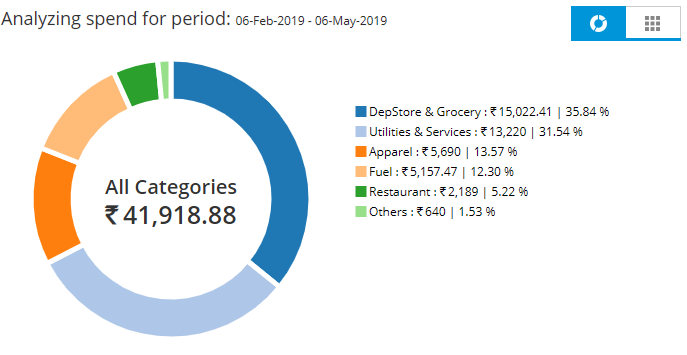 Analyzing spend for period: 06-Feb-2019 - 06-May-2019
All Categories
₹ 41,918.88
DepStore & Grocery : ₹ 15,022.41 | 35.84 %
Utilities & Services : ₹ 13,220 | 31.54 %
Apparel : ₹ 5,690 | 13.57 %
Fuel : ₹ 5,157.47 | 12.30 %
Restaurant : ₹ 2,189 | 5.22 %
Others : ₹ 640 | 1.53 %